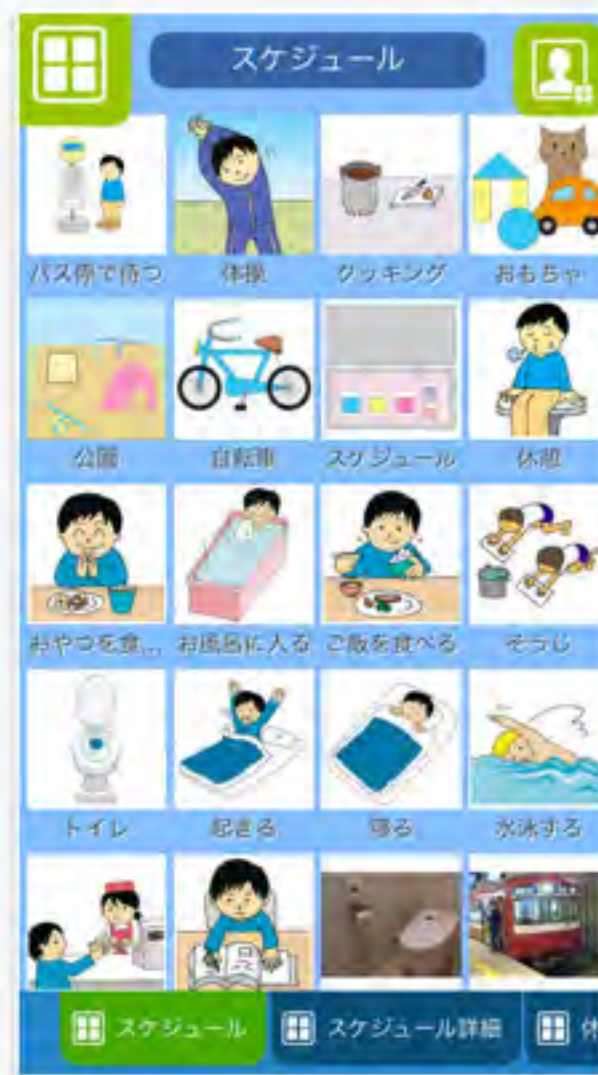 スケジュール
バス停で待つ
体操
クッキング
おもちゃ
公園
自転車
スケジュール
休憩
おやつを食...
お風呂に入る
ご飯を食べる
そうじ
トイレ
起きる
寝る
水泳する
スケジュール
スケジュール詳細
休